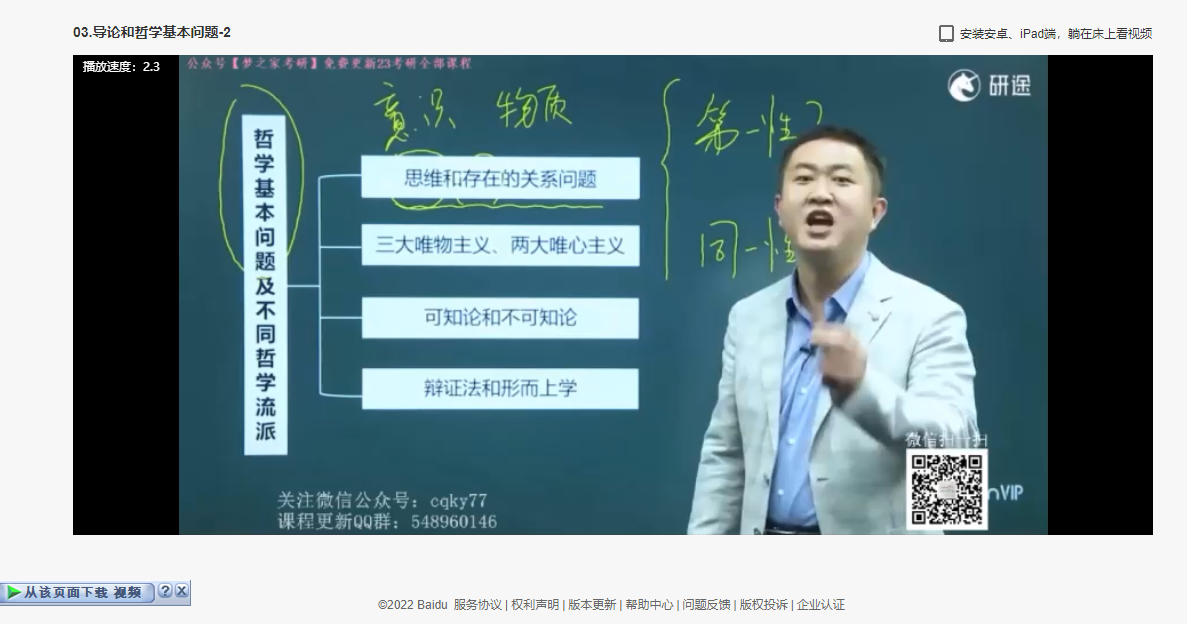 03.导论和哲学基本问题-2
安装安卓、iPad端，躺在床上看视频
播放速度：2.3
公众号【梦之家考研】免费更新23考研全部课程
研途
意识 物质
第一性
同一性
哲学基本问题及不同哲学流派
思维和存在的关系问题
三大唯物主义、两大唯心主义
可知论和不可知论
辩证法和形而上学
微信扫一扫
nVIP
关注微信公众号：cqky77
课程更新QQ群：548960146
从该页面下载 视频 ? X
©2022 Baidu 服务协议 | 权利声明 | 版本更新 | 帮助中心 | 问题反馈 | 版权投诉 | 企业认证